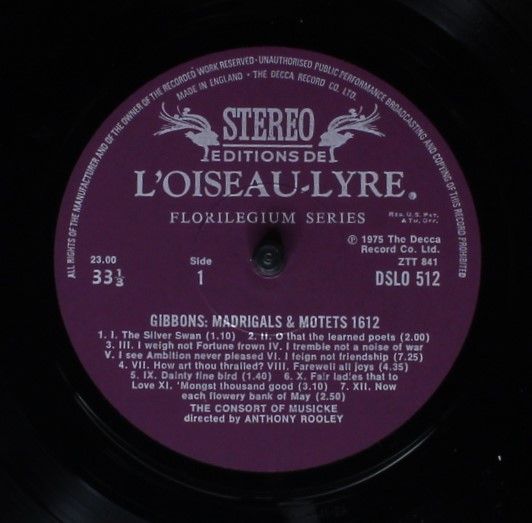 ALL RIGHTS OF THE MANUFACTURER AND OF THE OWNER OF THE RECORDED WORK RESERVED · UNAUTHORISED PUBLIC PERFORMANCE BROADCASTING AND COPYING OF THIS RECORD PROHIBITED
MADE IN ENGLAND · THE DECCA RECORD CO. LTD.
STEREO
EDITIONS DE
L'OISEAU-LYRE®
FLORILEGIUM SERIES
REG. U.S. PAT.
& TM. OFF.
℗ 1975 The Decca
Record Co. Ltd.
23.00
Side
ZTT 841
33⅓
1
DSLO 512
GIBBONS: MADRIGALS & MOTETS 1612
1. I. The Silver Swan (1.10) 2. II. O that the learned poets (2.00)
3. III. I weigh not Fortune frown IV. I tremble not a noise of war
V. I see Ambition never pleased VI. I feign not friendship (7.25)
4. VII. How art thou thralled? VIII. Farewell all joys (4.35)
5. IX. Dainty fine bird (1.40) 6. X. Fair ladies that to
Love XI. 'Mongst thousand good (3.10) 7. XII. Now
each flowery bank of May (2.50)
THE CONSORT OF MUSICKE
directed by ANTHONY ROOLEY